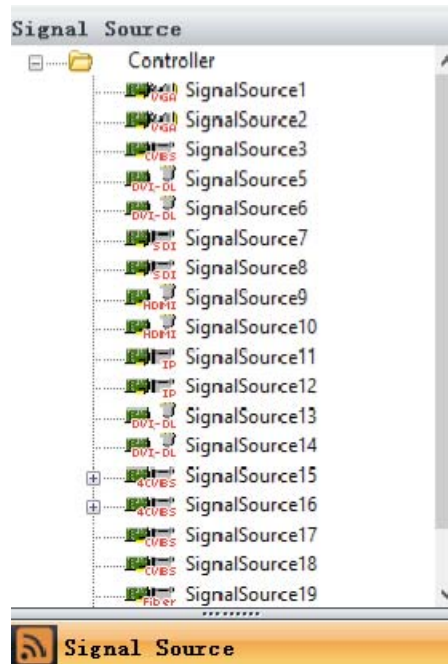 Signal Source
Controller
VGA SignalSource1
VGA SignalSource2
CVBS SignalSource3
DVI-DL SignalSource5
DVI-DL SignalSource6
SDI SignalSource7
SDI SignalSource8
HDMI SignalSource9
HDMI SignalSource10
IP SignalSource11
IP SignalSource12
DVI-DL SignalSource13
DVI-DL SignalSource14
4CVBS SignalSource15
4CVBS SignalSource16
CVBS SignalSource17
CVBS SignalSource18
Fiber SignalSource19
Signal Source